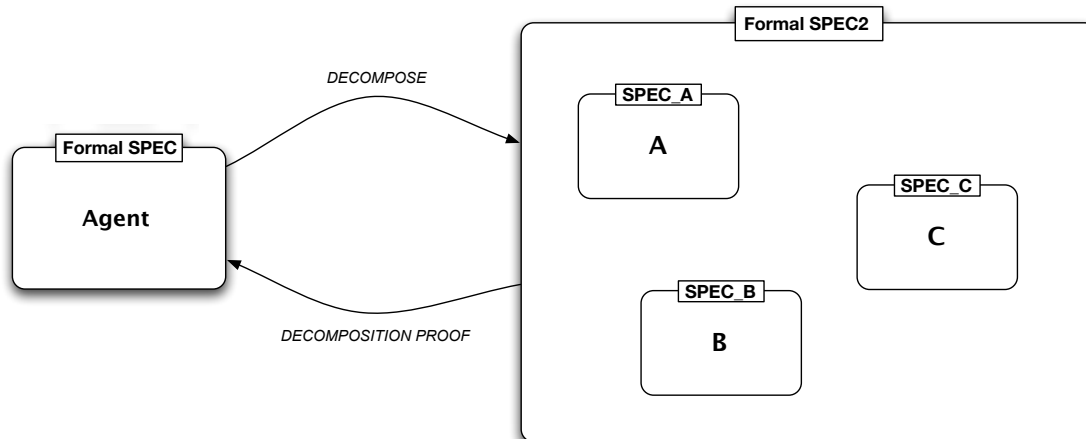 Formal SPEC2
DECOMPOSE
SPEC_A
A
Formal SPEC
Agent
SPEC_C
C
SPEC_B
B
DECOMPOSITION PROOF